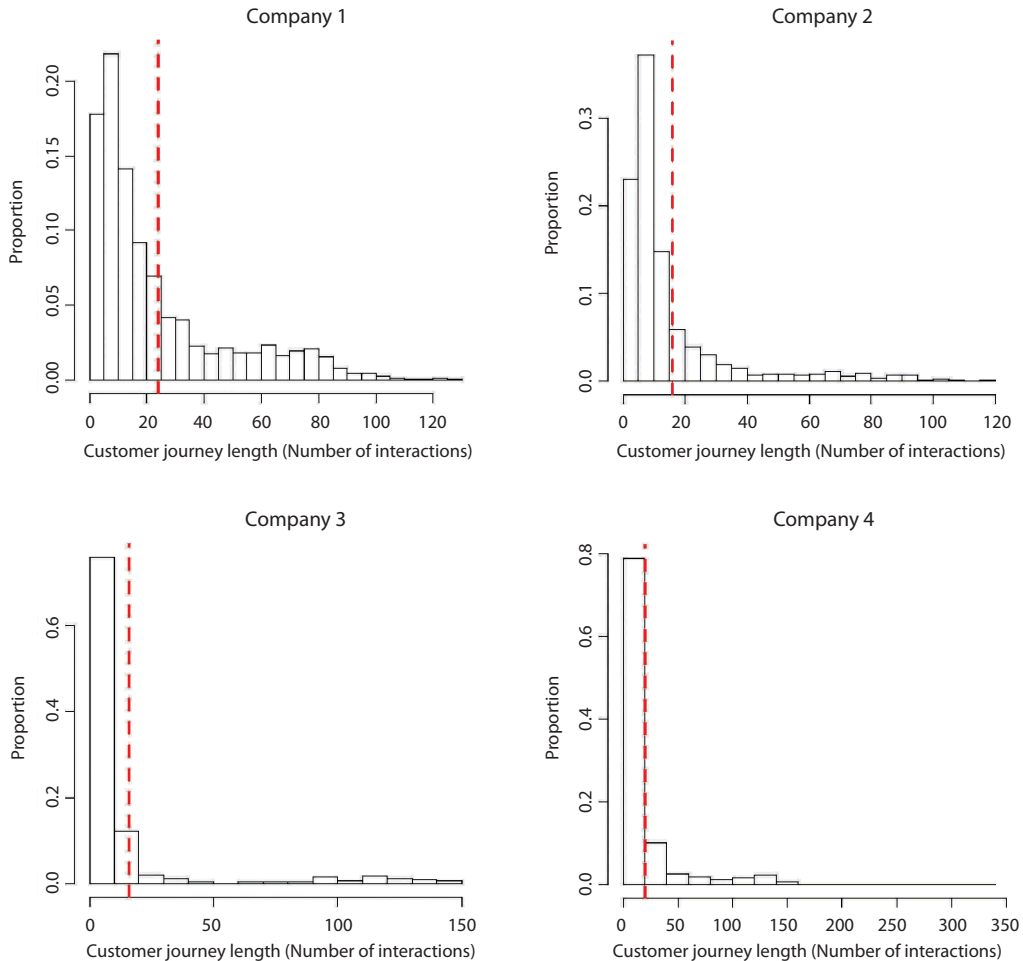 Company 1
Proportion
0.00 0.05 0.10 0.15 0.20
0 20 40 60 80 100 120
Customer journey length (Number of interactions)
Company 2
Proportion
0.0 0.1 0.2 0.3
0 20 40 60 80 100 120
Customer journey length (Number of interactions)
Company 3
Proportion
0.0 0.2 0.4 0.6
0 50 100 150
Customer journey length (Number of interactions)
Company 4
Proportion
0.0 0.2 0.4 0.6 0.8
0 50 100 150 200 250 300 350
Customer journey length (Number of interactions)